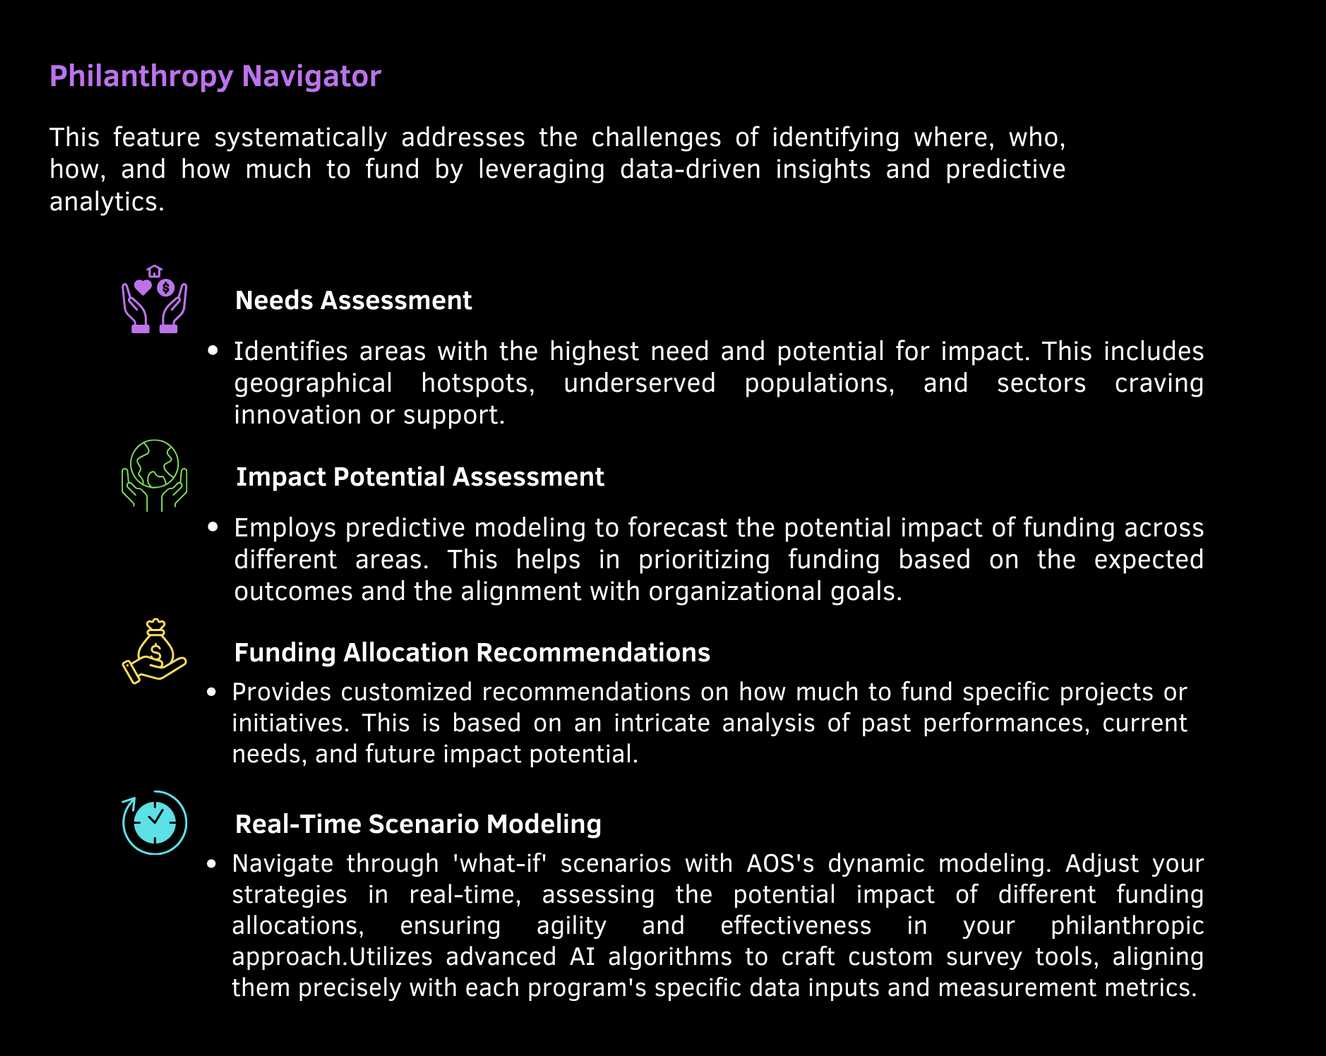 Philanthropy Navigator
This feature systematically addresses the challenges of identifying where, who,
how, and how much to fund by leveraging data-driven insights and predictive
analytics.
Needs Assessment
• Identifies areas with the highest need and potential for impact. This includes
geographical hotspots, underserved populations, and sectors craving
innovation or support.
Impact Potential Assessment
• Employs predictive modeling to forecast the potential impact of funding across
different areas. This helps in prioritizing funding based on the expected
outcomes and the alignment with organizational goals.
Funding Allocation Recommendations
• Provides customized recommendations on how much to fund specific projects or
initiatives. This is based on an intricate analysis of past performances, current
needs, and future impact potential.
Real-Time Scenario Modeling
• Navigate through 'what-if' scenarios with AOS's dynamic modeling. Adjust your
strategies in real-time, assessing the potential impact of different funding
allocations, ensuring agility and effectiveness in your philanthropic
approach.Utilizes advanced AI algorithms to craft custom survey tools, aligning
them precisely with each program's specific data inputs and measurement metrics.